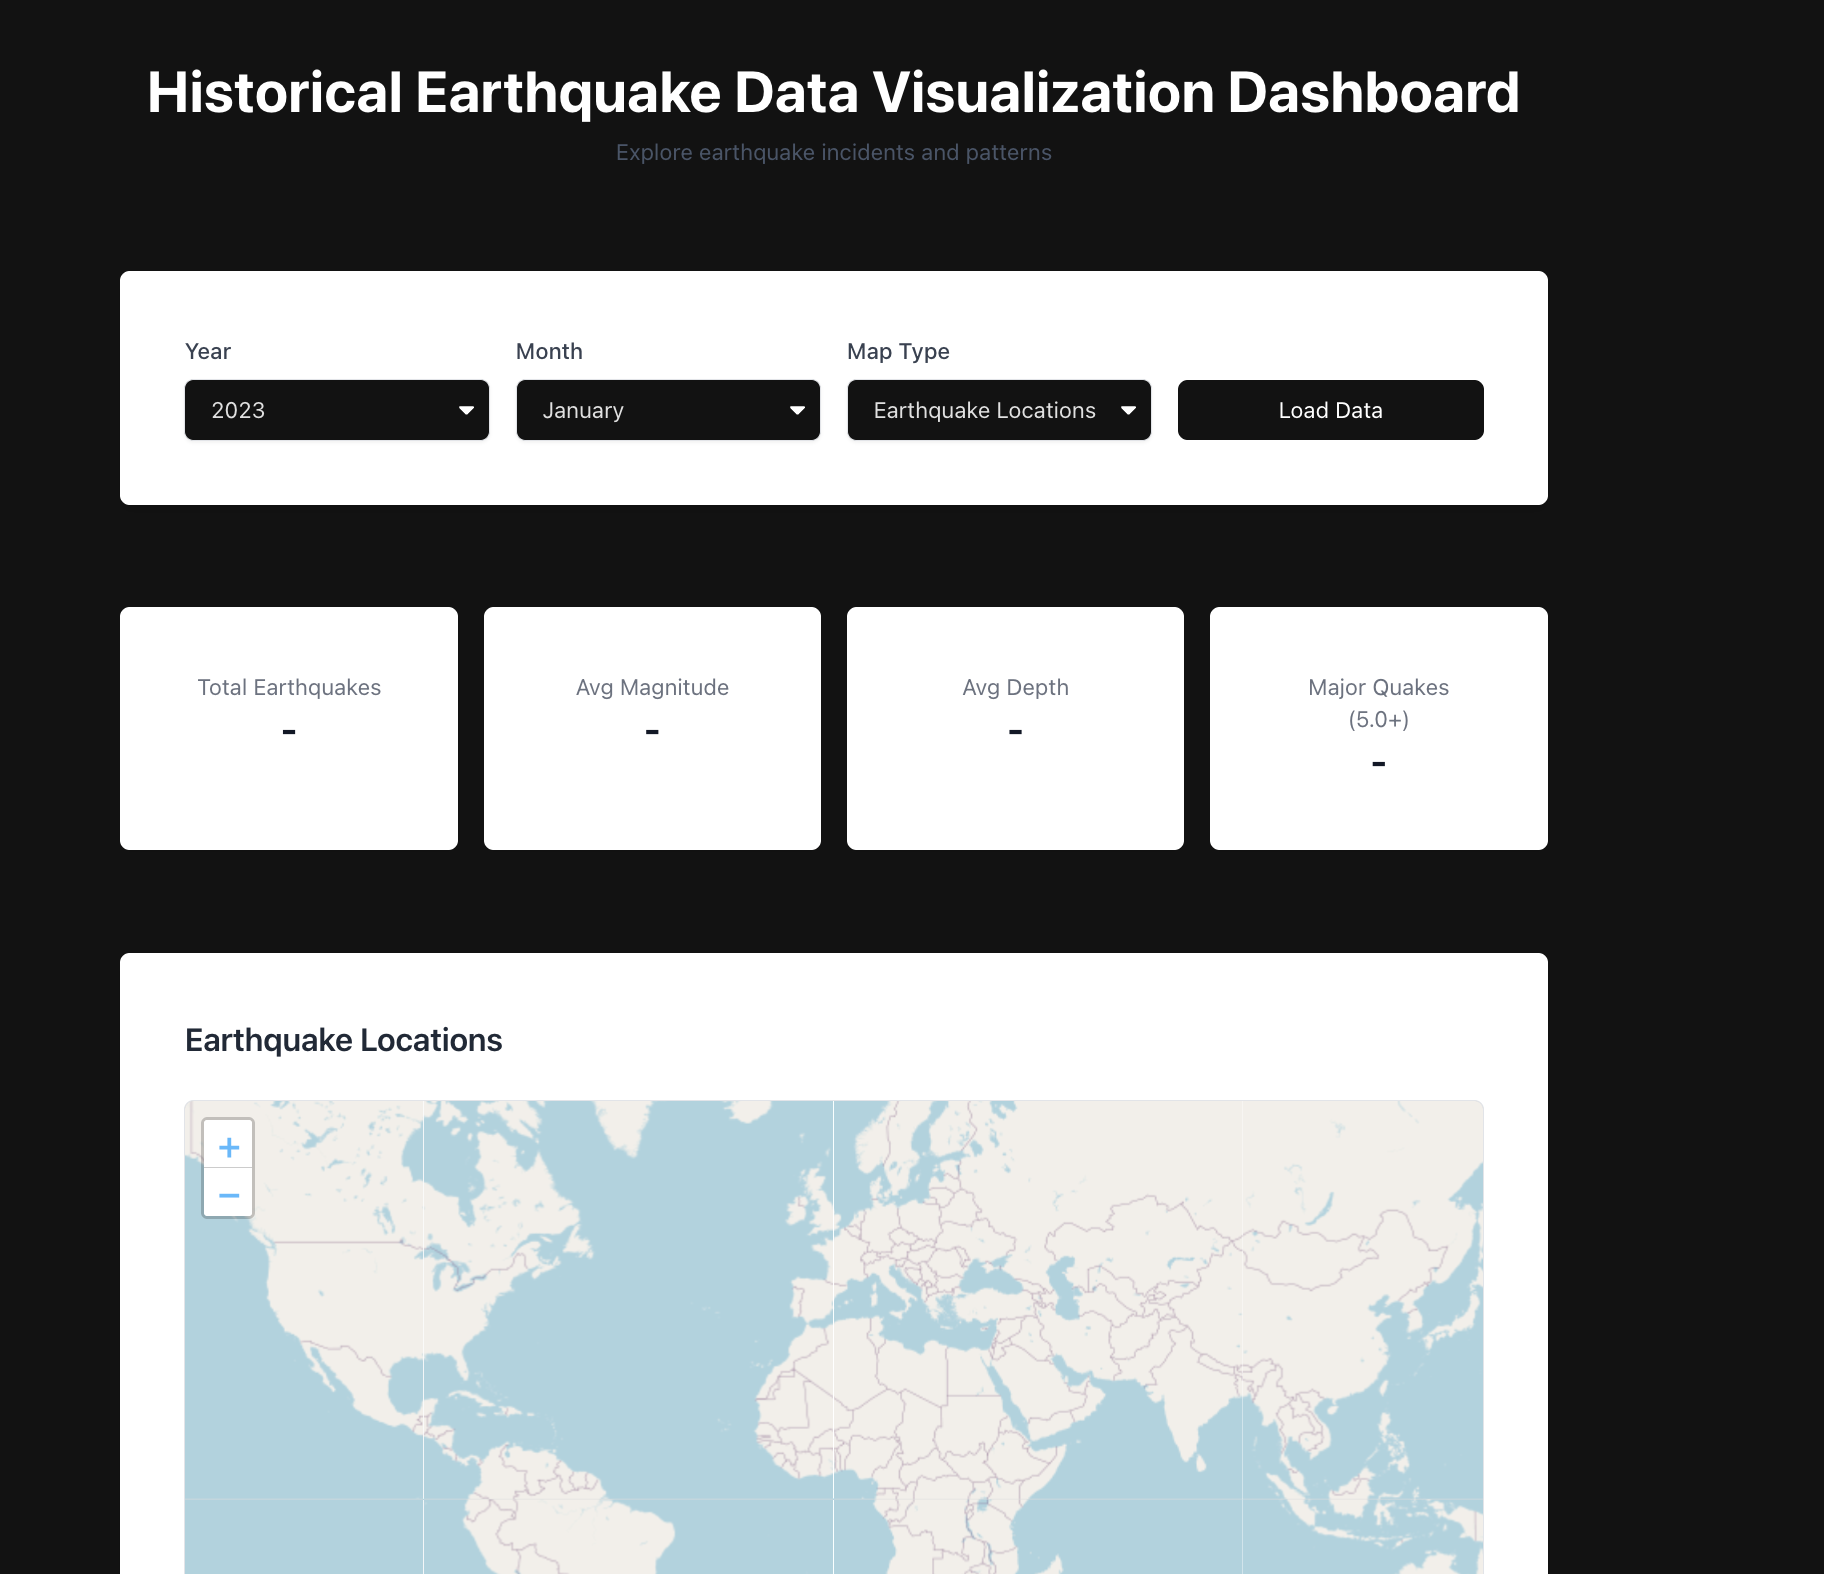 Historical Earthquake Data Visualization Dashboard
Explore earthquake incidents and patterns
Year
Month
Map Type
2023
January
Earthquake Locations
Load Data
Total Earthquakes
-
Avg Magnitude
-
Avg Depth
-
Major Quakes
(5.0+)
-
Earthquake Locations
+
−